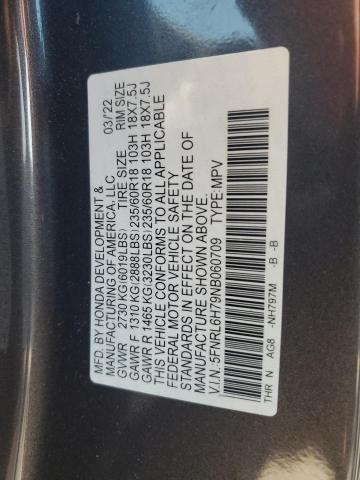 MFD. BY HONDA DEVELOPMENT & 03/'22
MANUFACTURING OF AMERICA, LLC.
GVWR 2730 KG(6019LBS) TIRE SIZE RIM SIZE
GAWR F 1310 KG(2888LBS)235/60R18 103H 18X7.5J
GAWR R 1465 KG(3230LBS)235/60R18 103H 18X7.5J
THIS VEHICLE CONFORMS TO ALL APPLICABLE
FEDERAL MOTOR VEHICLE SAFETY
STANDARDS IN EFFECT ON THE DATE OF
MANUFACTURE SHOWN ABOVE.
V.I.N.:5FNRL6H79NB060709 TYPE:MPV
THR N AG8 -NH797M -B -B